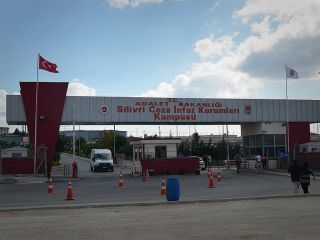 T.C.
ADALET BAKANLIĞI
Silivri Ceza İnfaz Kurumları
Kampüsü